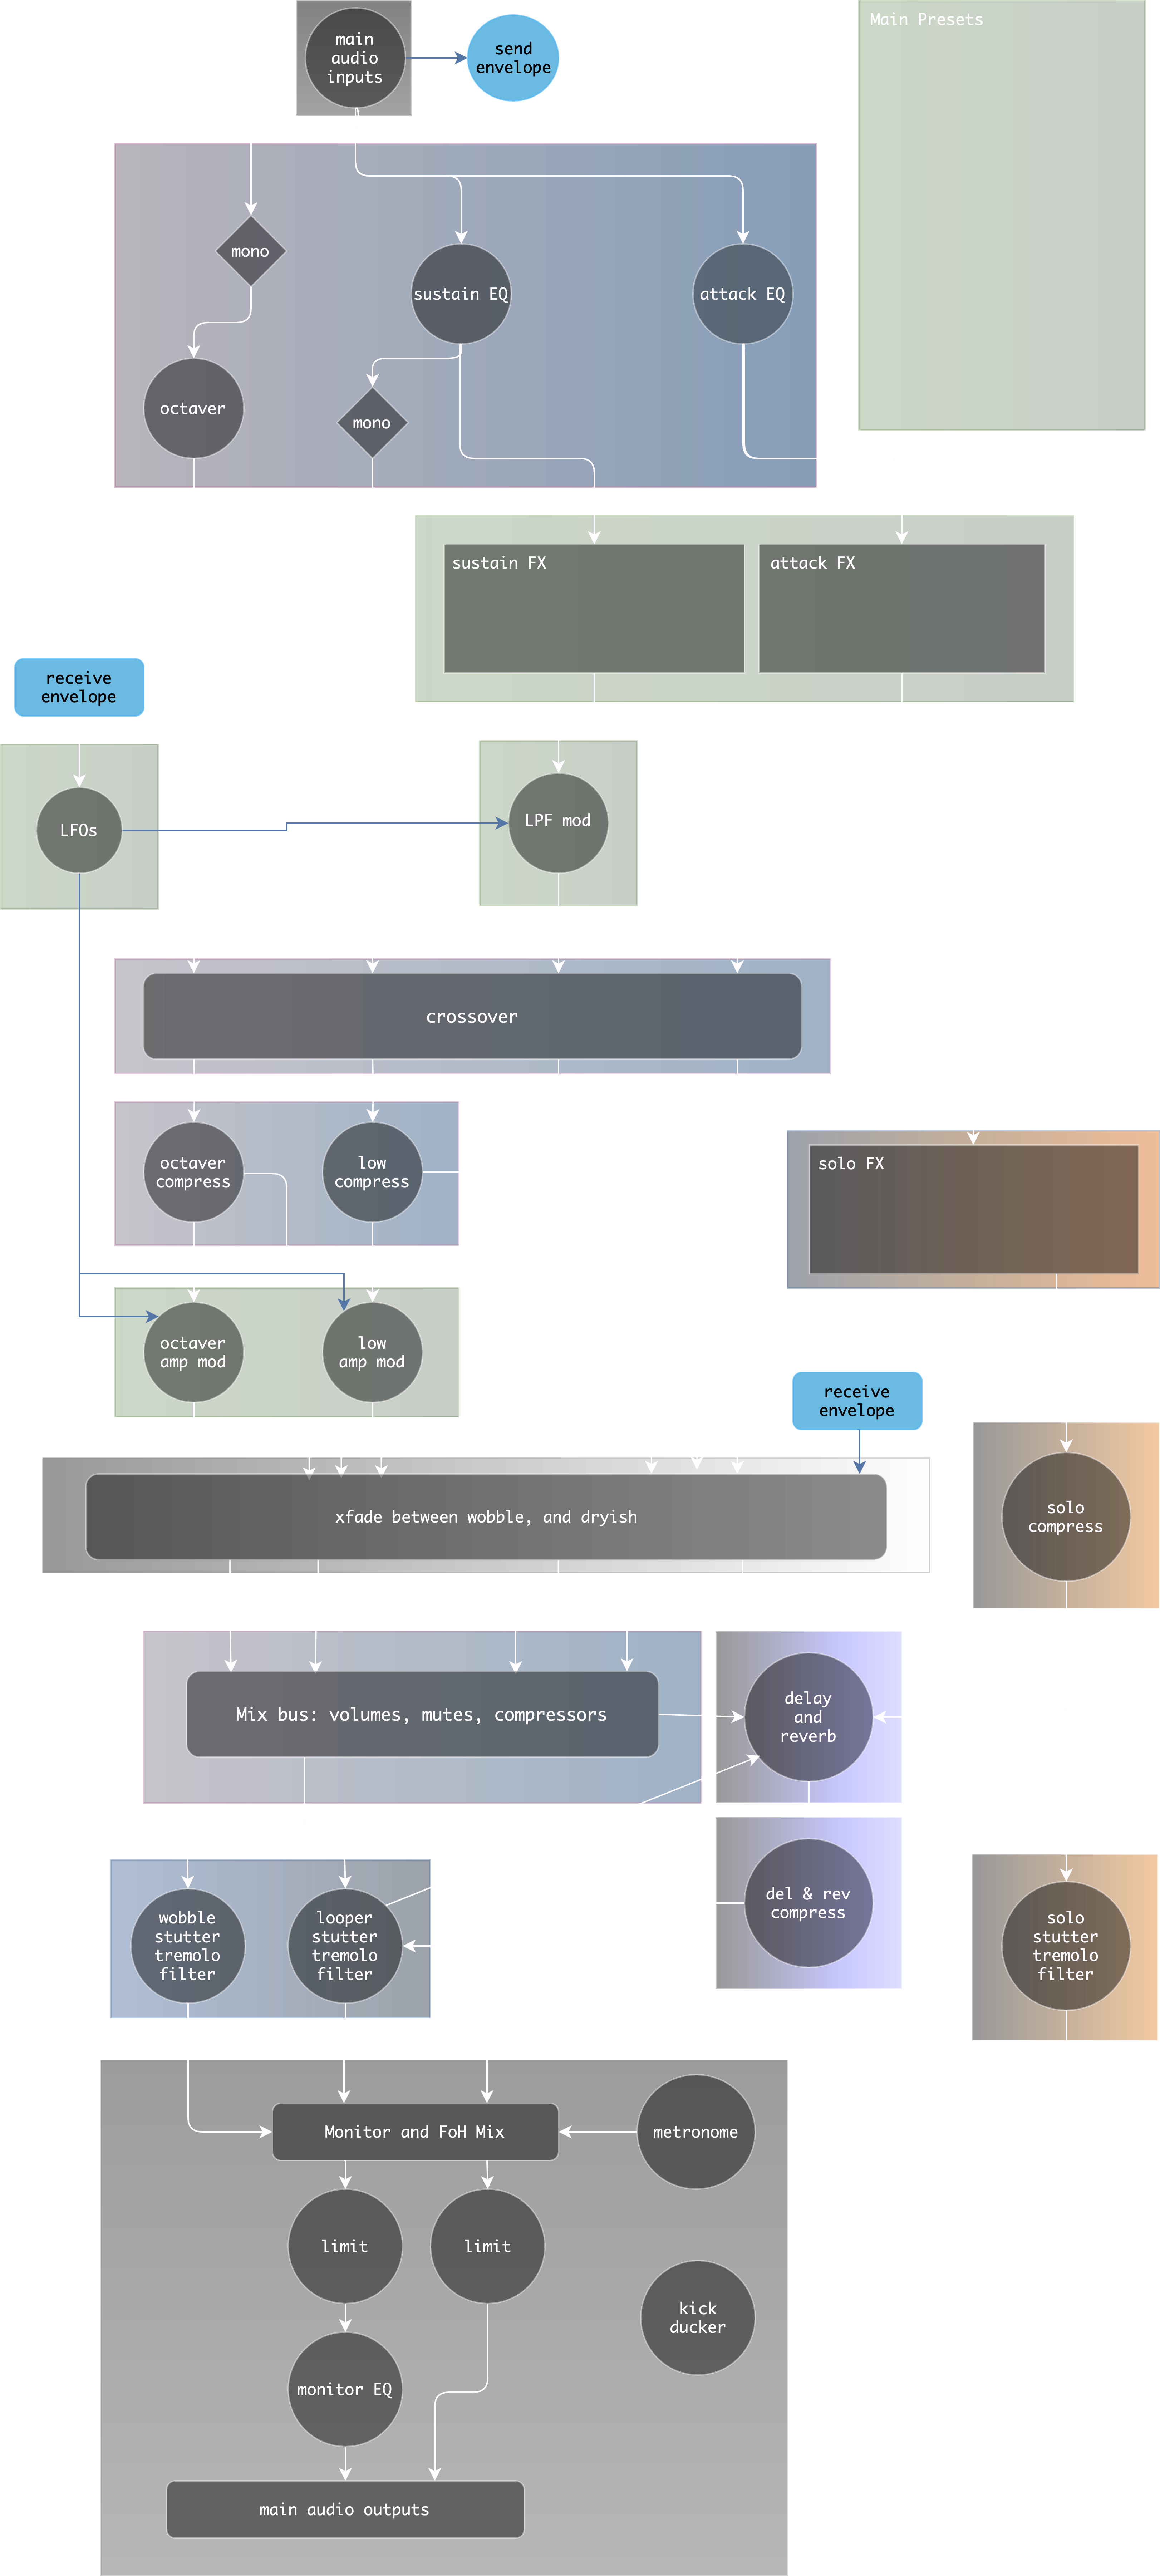 main
audio
inputs
send
envelope
Main Presets
mono
sustain EQ
attack EQ
octaver
mono
sustain FX
attack FX
receive
envelope
LFOs
LPF mod
crossover
octaver
compress
low
compress
solo FX
octaver
amp mod
low
amp mod
receive
envelope
xfade between wobble, and dryish
solo
compress
Mix bus: volumes, mutes, compressors
delay
and
reverb
del & rev
compress
wobble
stutter
tremolo
filter
looper
stutter
tremolo
filter
solo
stutter
tremolo
filter
Monitor and FoH Mix
metronome
limit
limit
kick
ducker
monitor EQ
main audio outputs